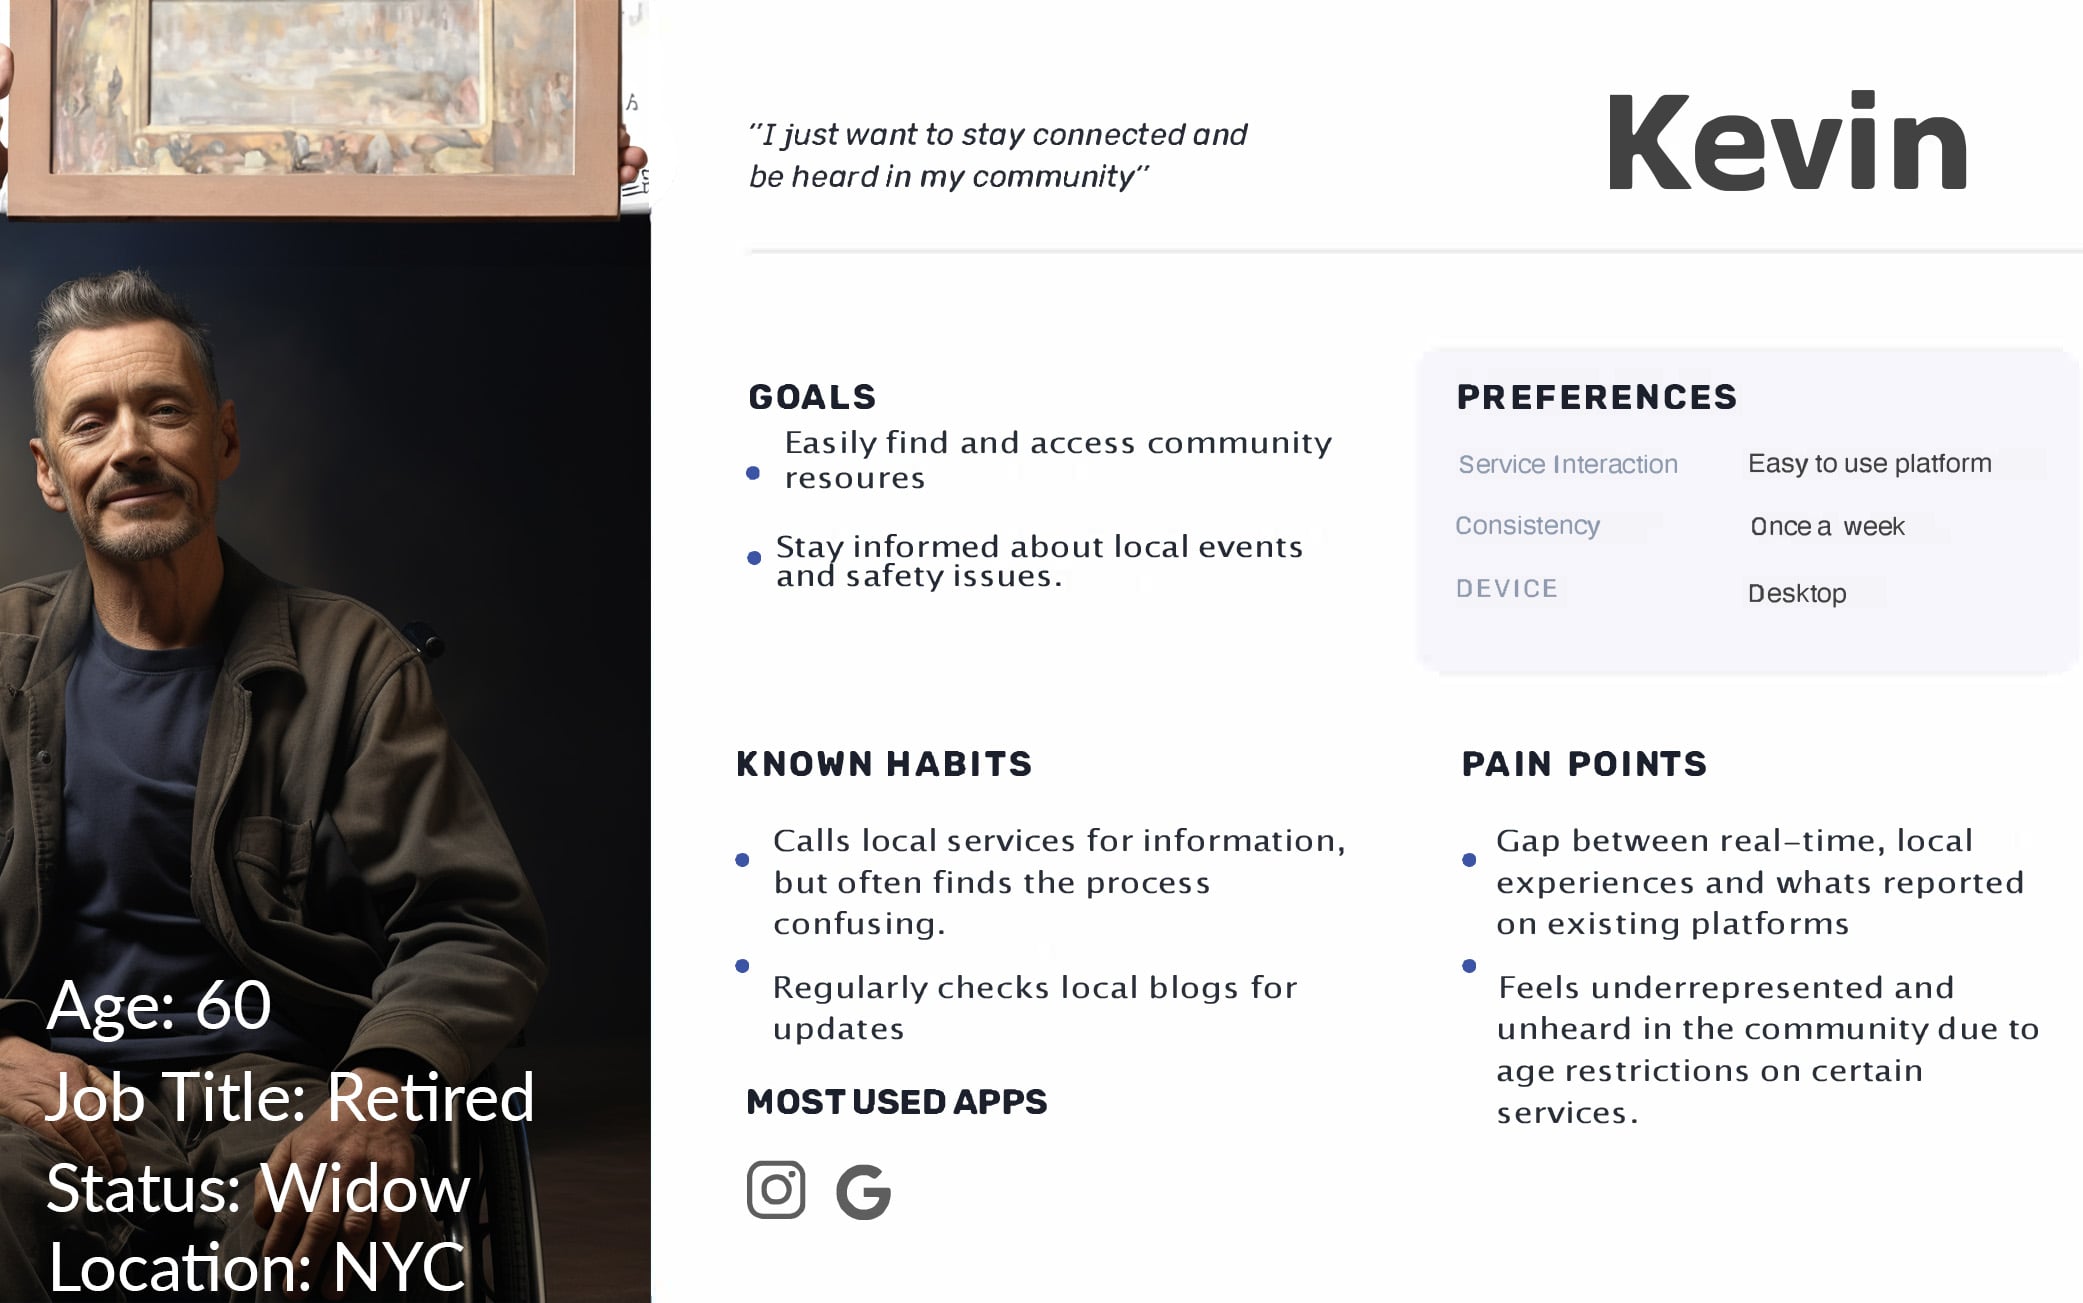 "I just want to stay connected and
be heard in my community"
Kevin
GOALS
Easily find and access community
resoures
Stay informed about local events
and safety issues.
PREFERENCES
Service Interaction Easy to use platform
Consistency Once a week
DEVICE Desktop
KNOWN HABITS
Calls local services for information,
but often finds the process
confusing.
Regularly checks local blogs for
updates
MOST USED APPS
G
PAIN POINTS
Gap between real-time, local
experiences and whats reported
on existing platforms
Feels underrepresented and
unheard in the community due to
age restrictions on certain
services.
Age: 60
Job Title: Retired
Status: Widow
Location: NYC